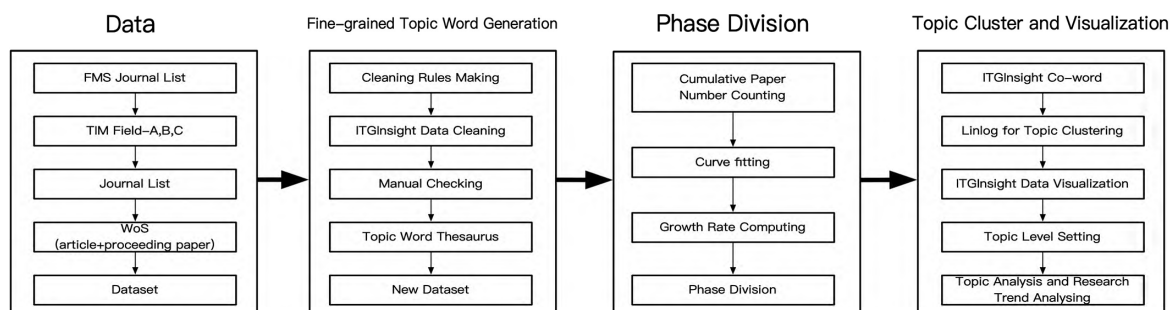 Data
FMS Journal List
TIM Field-A,B,C
Journal List
WoS
(article+proceeding paper)
Dataset
Fine-grained Topic Word Generation
Cleaning Rules Making
ITGInsight Data Cleaning
Manual Checking
Topic Word Thesaurus
New Dataset
Phase Division
Cumulative Paper
Number Counting
Curve fitting
Growth Rate Computing
Phase Division
Topic Cluster and Visualization
ITGInsight Co-word
Linlog for Topic Clustering
ITGInsight Data Visualization
Topic Level Setting
Topic Analysis and Research
Trend Analysing